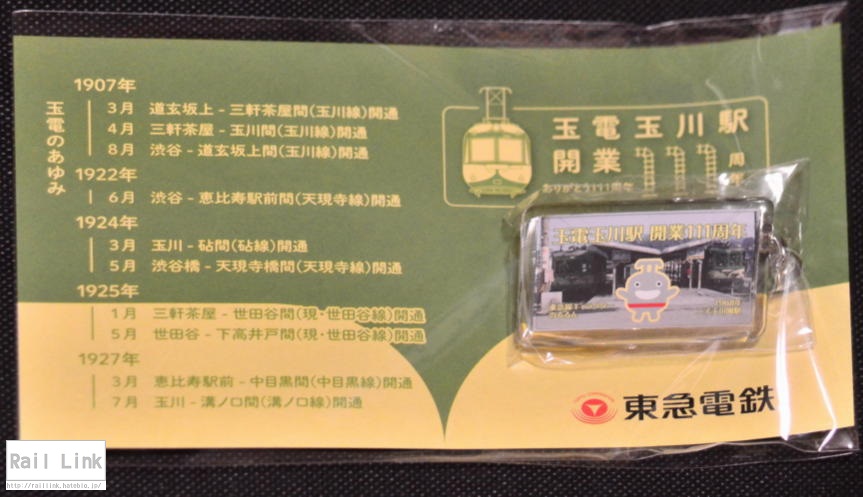 玉電のあゆみ
1907年
3月 道玄坂上 - 三軒茶屋間(玉川線)開通
4月 三軒茶屋 - 玉川間(玉川線)開通
8月 渋谷 - 道玄坂上間(玉川線)開通
1922年
6月 渋谷 - 恵比寿駅前間(天現寺線)開通
1924年
3月 玉川 - 砧間(砧線)開通
5月 渋谷橋 - 天現寺橋間(天現寺線)開通
1925年
1月 三軒茶屋 - 世田谷間(現・世田谷線)開通
5月 世田谷 - 下高井戸間(現・世田谷線)開通
1927年
3月 恵比寿駅前 - 中目黒間(中目黒線)開通
7月 玉川 - 溝ノ口間(溝ノ口線)開通
玉電玉川駅
開業111周年
ありがとう111周年
玉電玉川駅 開業111周年
のるるん
東急電鉄
Rail Link
http://raillink.hateblo.jp/